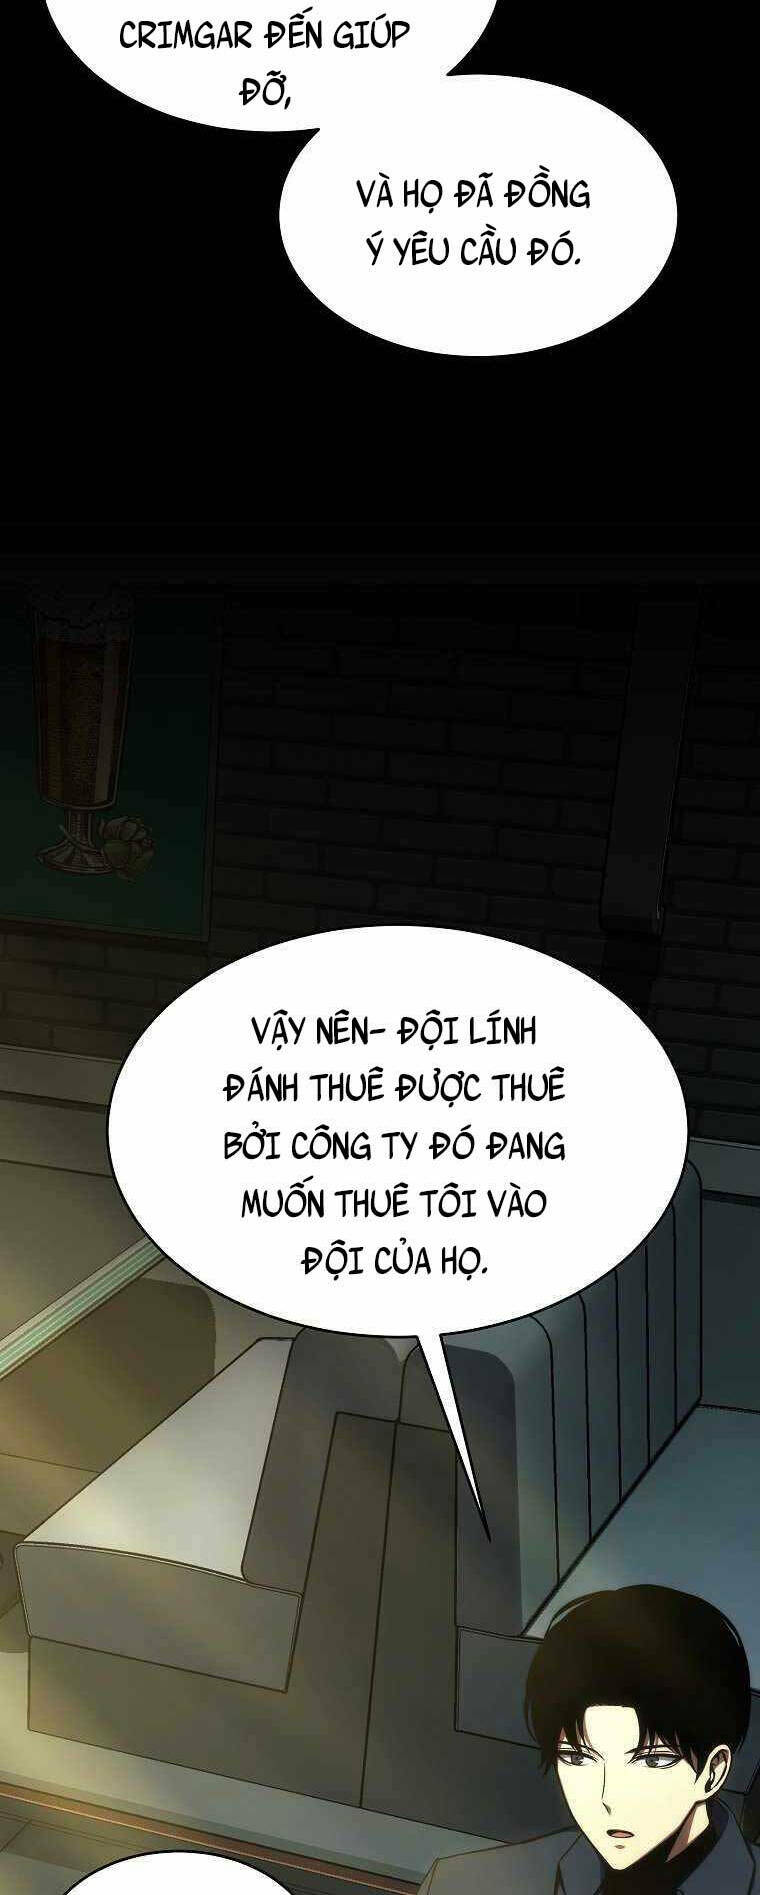 CRIMGAR ĐẾN GIÚP
ĐỠ,
VÀ HỌ ĐÃ ĐỒNG
Ý YÊU CẦU ĐÓ.
VẬY NÊN- ĐỘI LÍNH
ĐÁNH THUÊ ĐƯỢC THUÊ
BỞI CÔNG TY ĐÓ ĐANG
MUỐN THUÊ TÔI VÀO
ĐỘI CỦA HỌ.